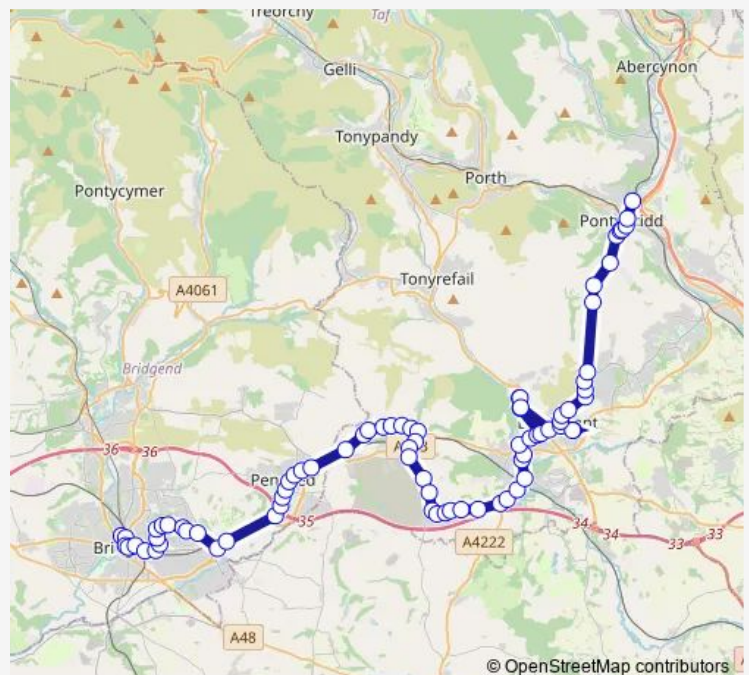 Treorchy
Taf
Gelli
Abercynon
Tonypandy
Porth
Pontycymer
Tonyrefail
A4061
Bridgend
36
36
35
A4222
34
34
33
33
A48
© OpenStreetMap contributors